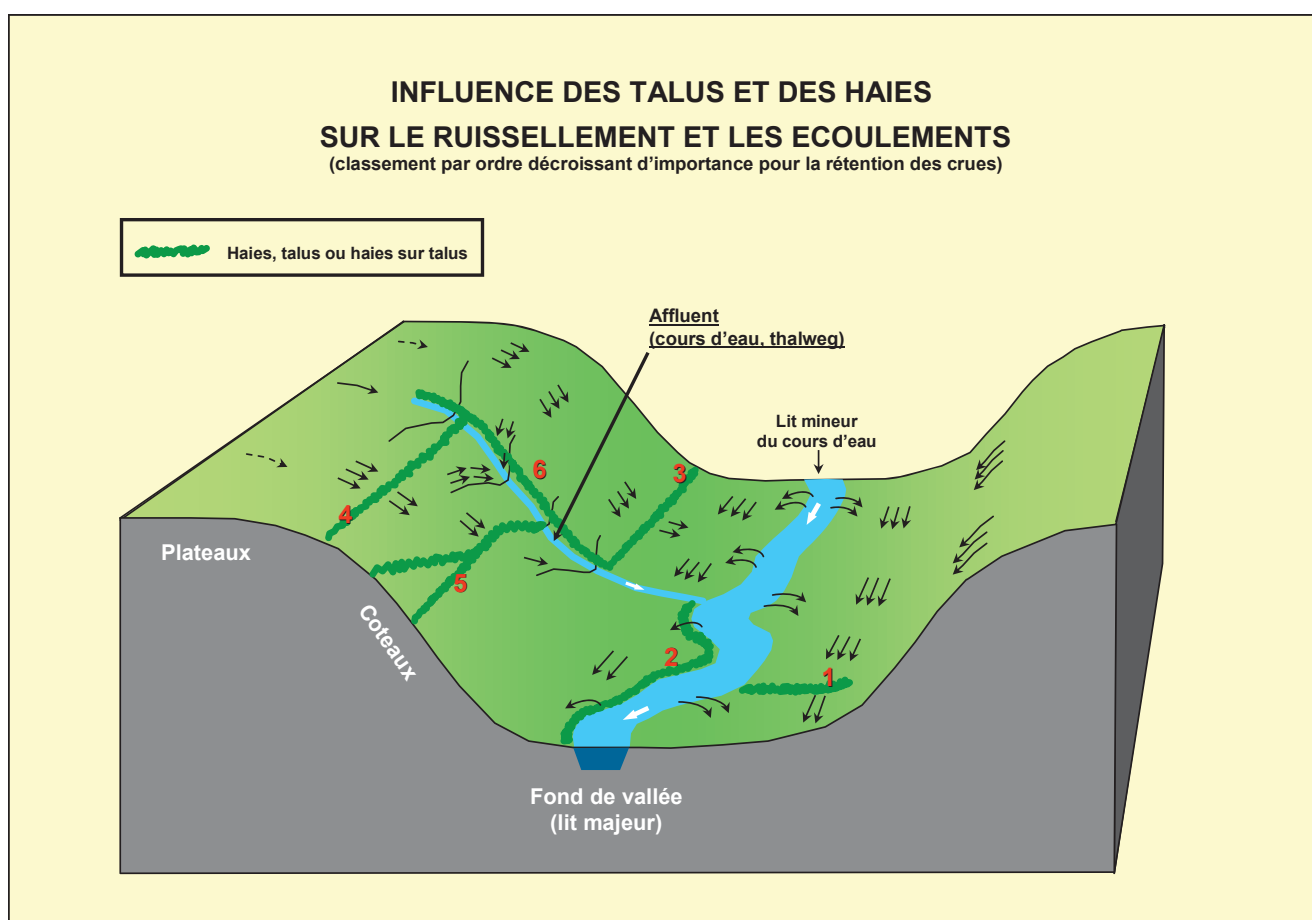 INFLUENCE DES TALUS ET DES HAIES
SUR LE RUISSELLEMENT ET LES ECOULEMENTS
(classement par ordre décroissant d’importance pour la rétention des crues)
Haies, talus ou haies sur talus
Affluent
(cours d’eau, thalweg)
Lit mineur
du cours d’eau
6
3
4
Plateaux
5
Coteaux
2
1
Fond de vallée
(lit majeur)